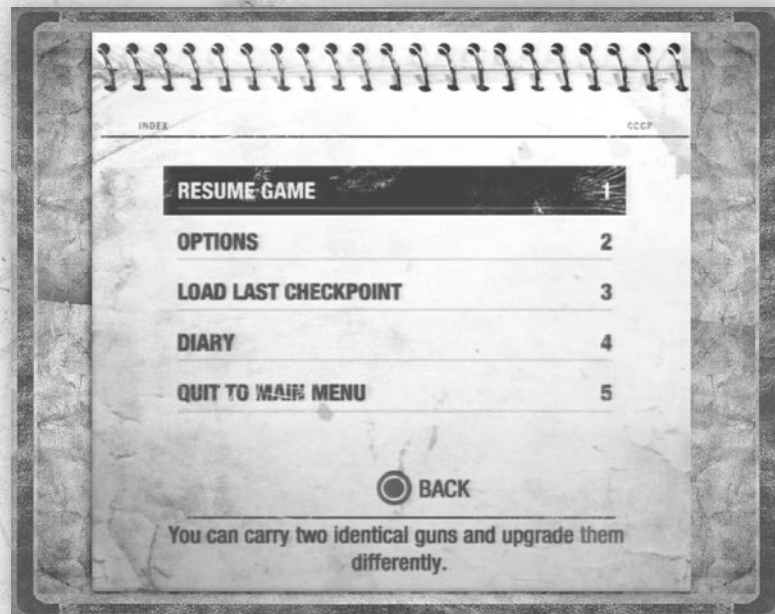 INDEX CCCP
RESUME GAME 1
OPTIONS 2
LOAD LAST CHECKPOINT 3
DIARY 4
QUIT TO MAIN MENU 5
BACK
You can carry two identical guns and upgrade them
differently.